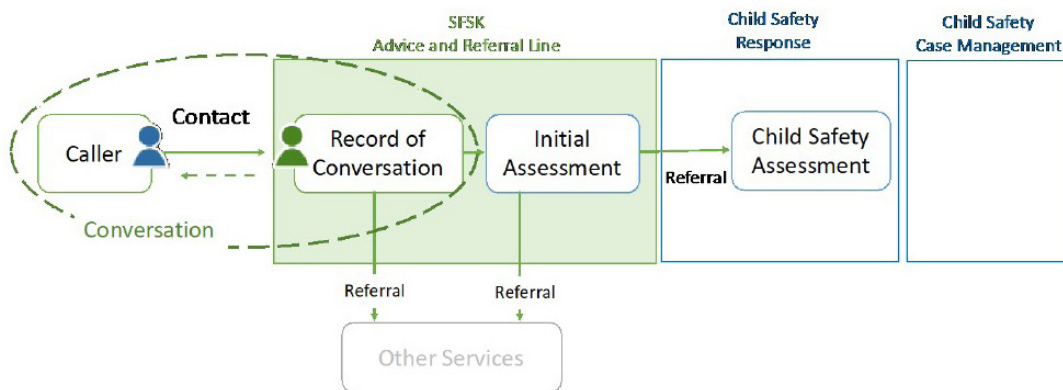 SFSK
Advice and Referral Line
Child Safety
Response
Child Safety
Case Management
Contact
Caller
Record of
Conversation
Initial
Assessment
Child Safety
Assessment
Referral
Conversation
Referral
Referral
Other Services